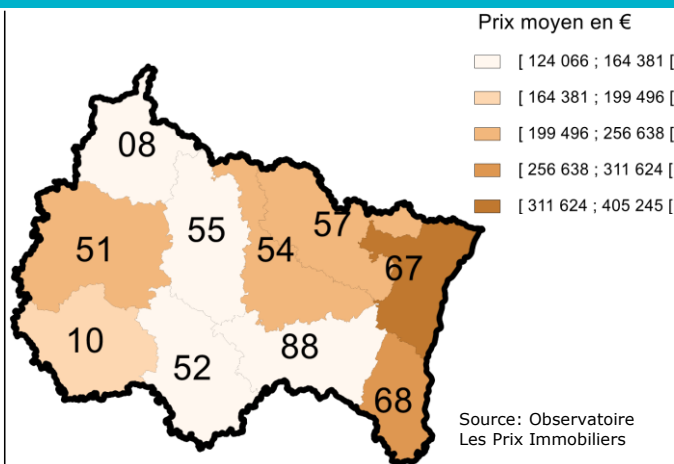 Prix moyen en €
[ 124 066 ; 164 381 [
[ 164 381 ; 199 496 [
[ 199 496 ; 256 638 [
[ 256 638 ; 311 624 [
[ 311 624 ; 405 245 [
08
55
57
51
54
67
10
88
52
68
Source: Observatoire
Les Prix Immobiliers